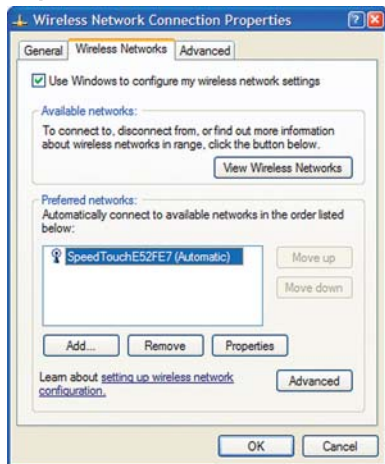 Wireless Network Connection Properties
General Wireless Networks Advanced
Use Windows to configure my wireless network settings
Available networks:
To connect to, disconnect from, or find out more information
about wireless networks in range, click the button below.
View Wireless Networks
Preferred networks:
Automatically connect to available networks in the order listed
below:
SpeedTouchE52FE7 (Automatic)
Move up
Move down
Add... Remove Properties
Learn about setting up wireless network
configuration.
Advanced
OK Cancel